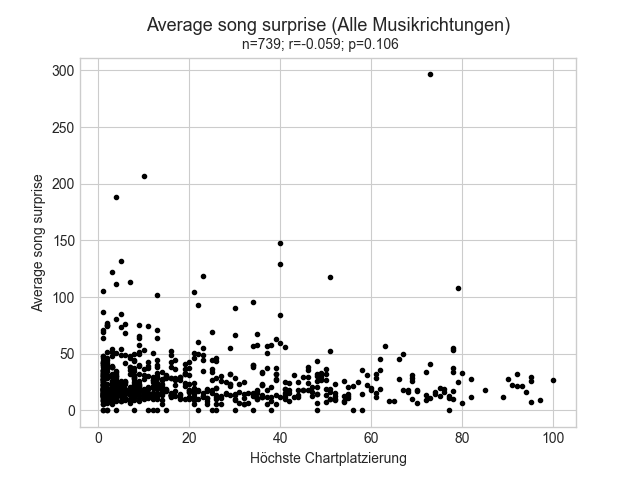 Average song surprise (Alle Musikrichtungen)
n=739; r=-0.059; p=0.106
300
250
200
150
100
50
0
Average song surprise
0 20 40 60 80 100
Höchste Chartplatzierung